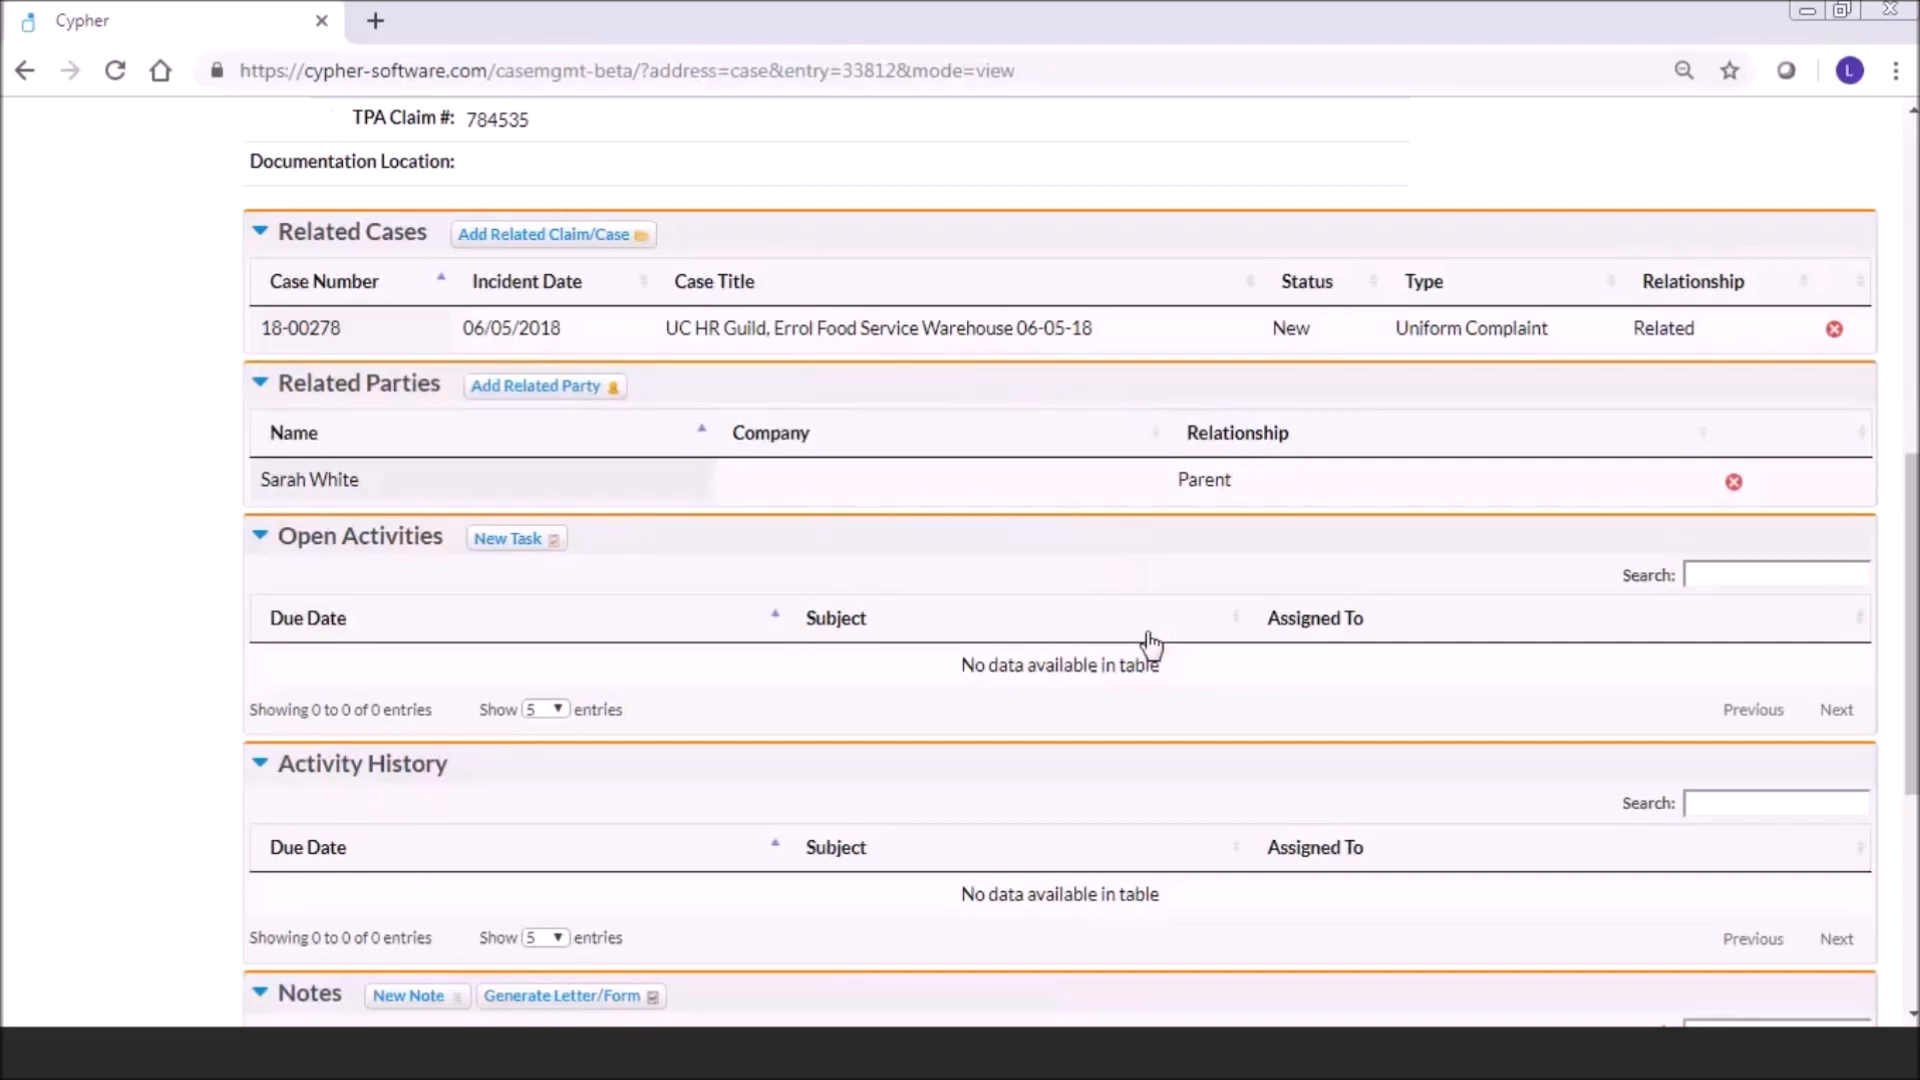 Cypher
https://cypher-software.com/casemgmt-beta/?address=case&entry=33812&mode=view
L
TPA Claim #: 784535
Documentation Location:
Related Cases Add Related Claim/Case
Case Number Incident Date Case Title Status Type Relationship
18-00278 06/05/2018 UC HR Guild, Errol Food Service Warehouse 06-05-18 New Uniform Complaint Related
Related Parties Add Related Party
Name Company Relationship
Sarah White Parent
Open Activities New Task
Search:
Due Date Subject Assigned To
No data available in table
Showing 0 to 0 of 0 entries Show 5 entries Previous Next
Activity History
Search:
Due Date Subject Assigned To
No data available in table
Showing 0 to 0 of 0 entries Show 5 entries Previous Next
Notes New Note Generate Letter/Form